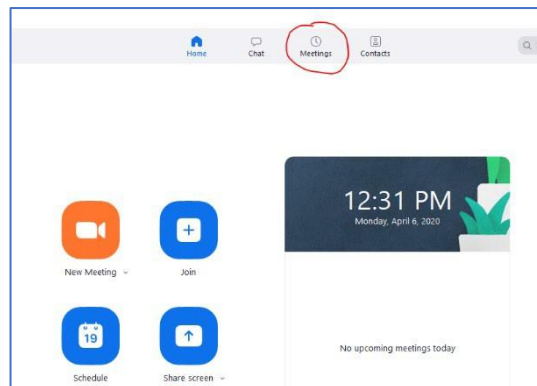 Home Chat Meetings Contacts
12:31 PM
Monday, April 6, 2020
New Meeting Join
19
Schedule Share screen
No upcoming meetings today